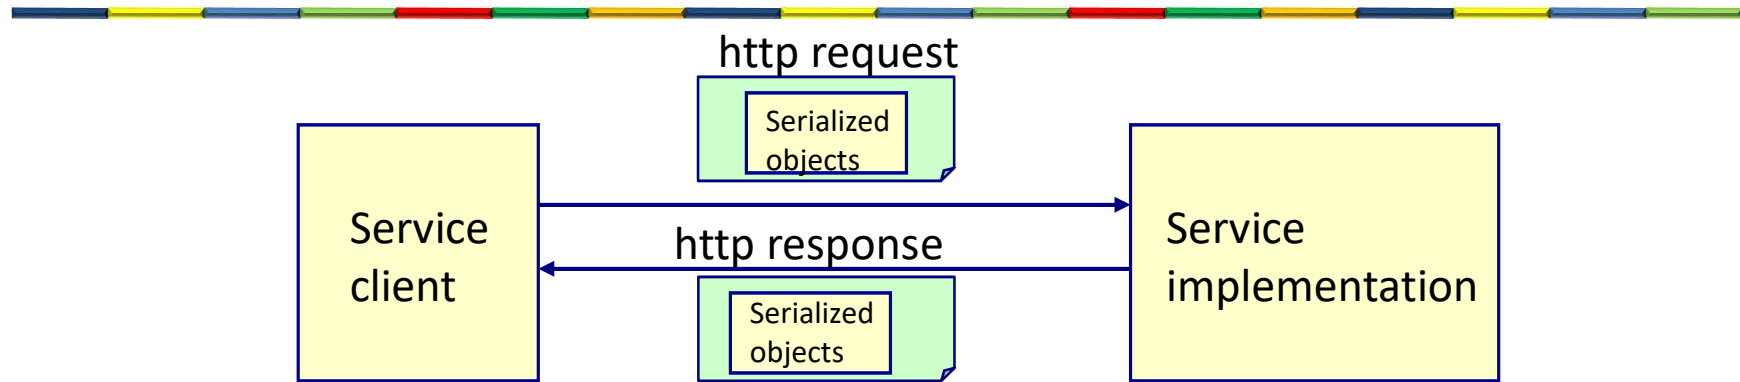 http request
Serialized
objects
Service
client
http response
Service
implementation
Serialized
objects